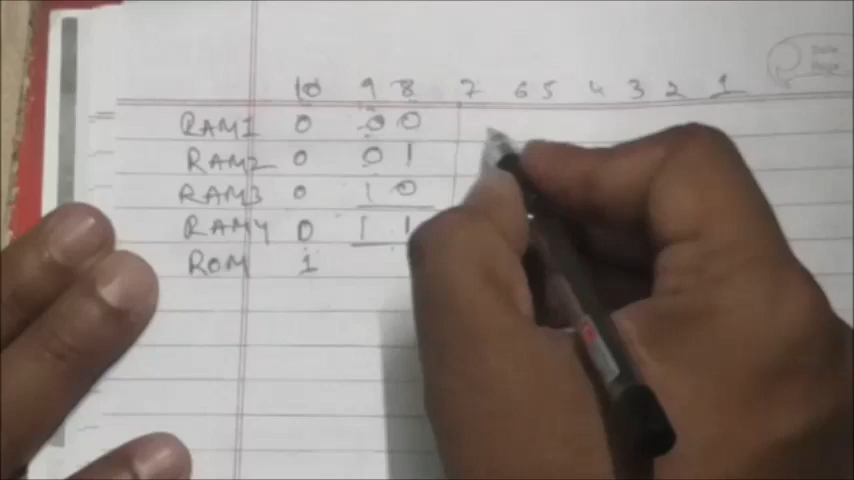 10 9 8 7 6 5 4 3 2 1
RAM1 0 0 0
RAM2 0 0 1
RAM3 0 1 0
RAM4 0 1 1
ROM 1